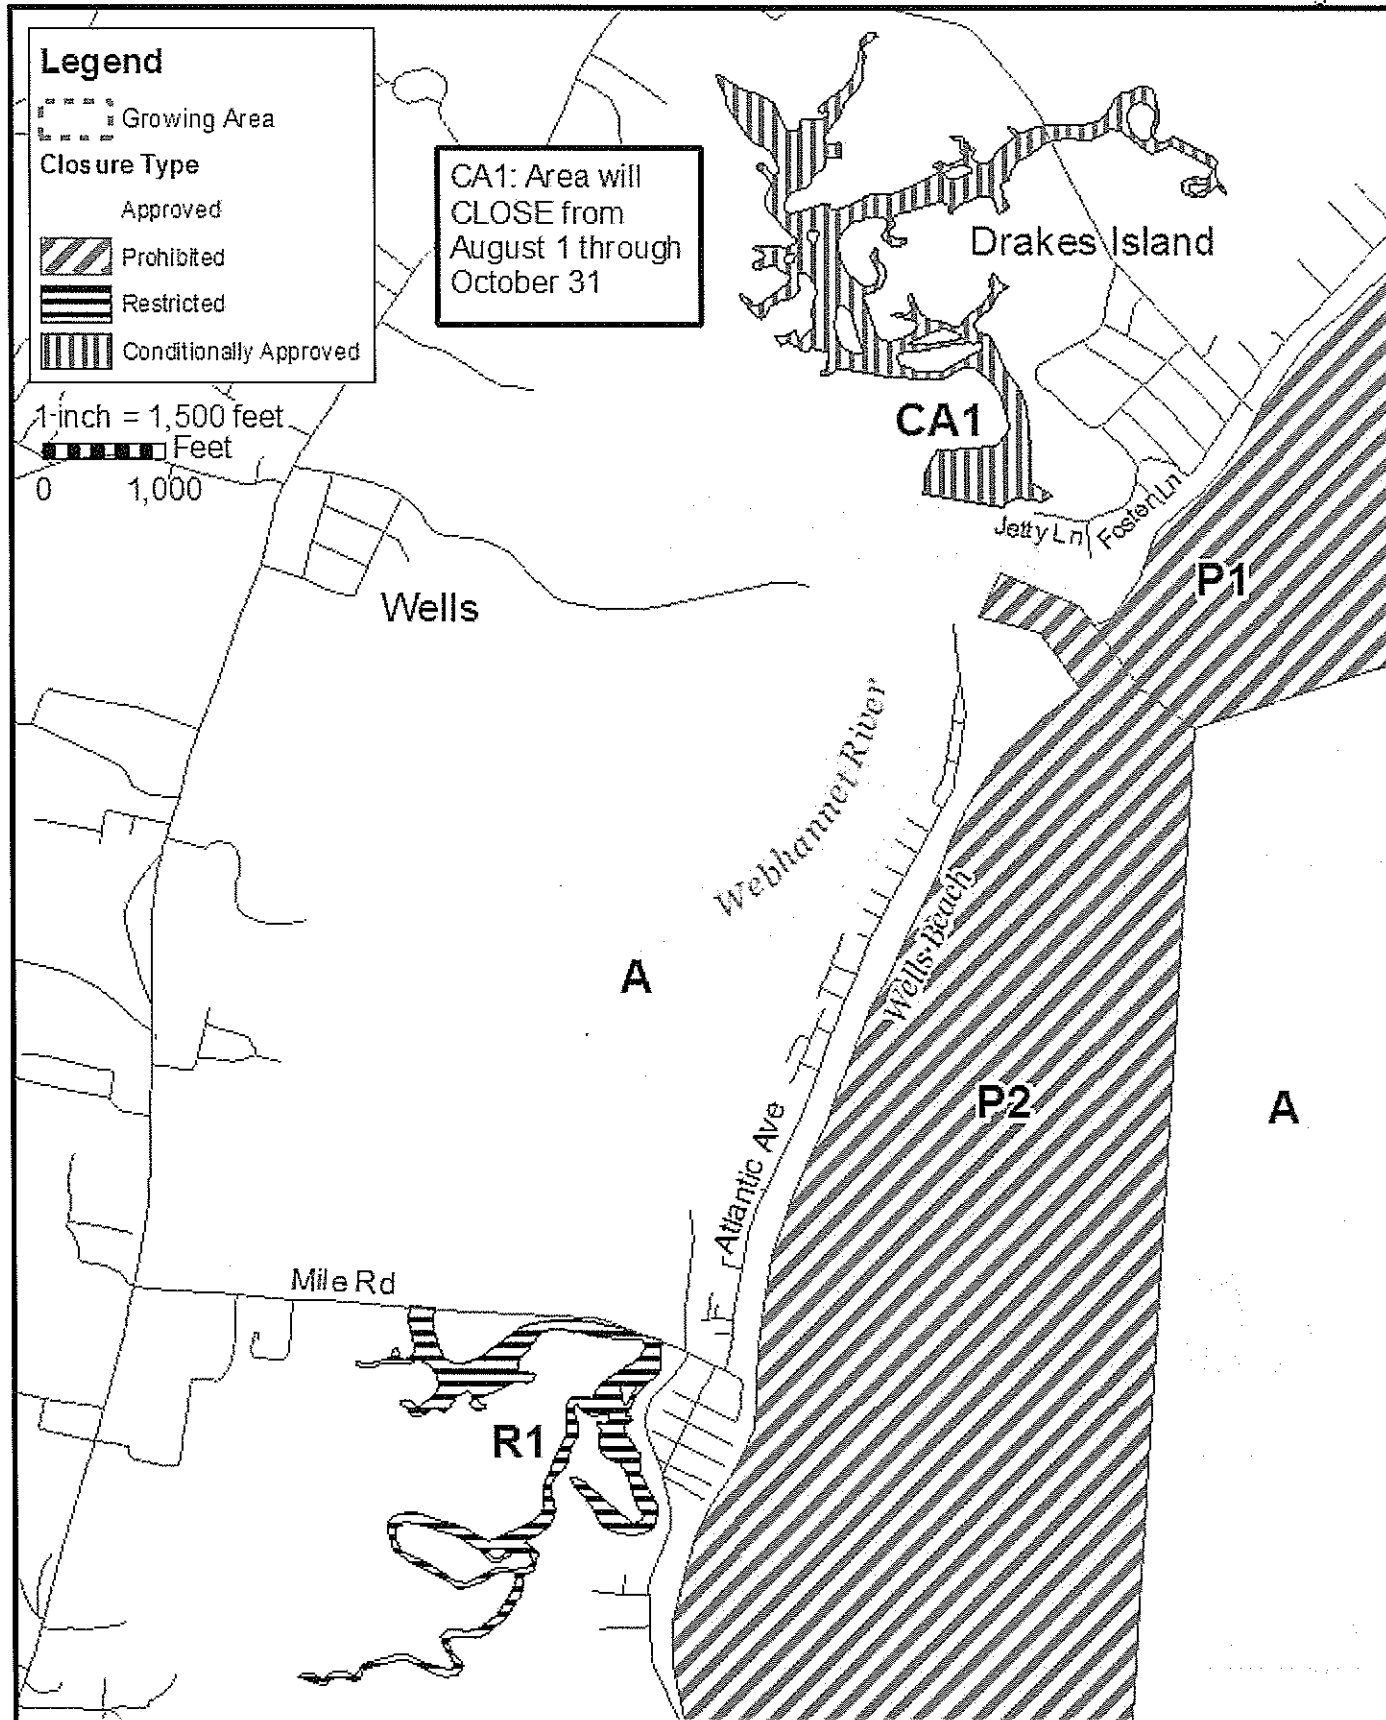 Legend
Growing Area
Closure Type
Approved
Prohibited
Restricted
Conditionally Approved
1 inch = 1,500 feet
Feet
0 1,000
CA1: Area will
CLOSE from
August 1 through
October 31
Drakes Island
CA1
Jetty Ln
Foster Ln
P1
Wells
Webhannet River
Wells Beach
A
P2
A
Atlantic Ave
Mile Rd
R1